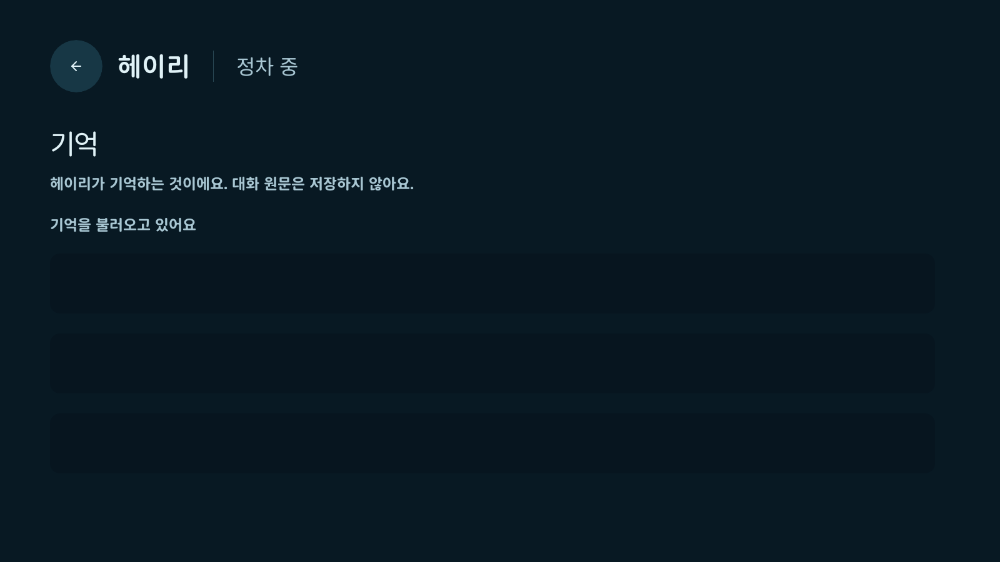 헤이리
정차 중
기억
헤이리가 기억하는 것이에요. 대화 원문은 저장하지 않아요.
기억을 불러오고 있어요